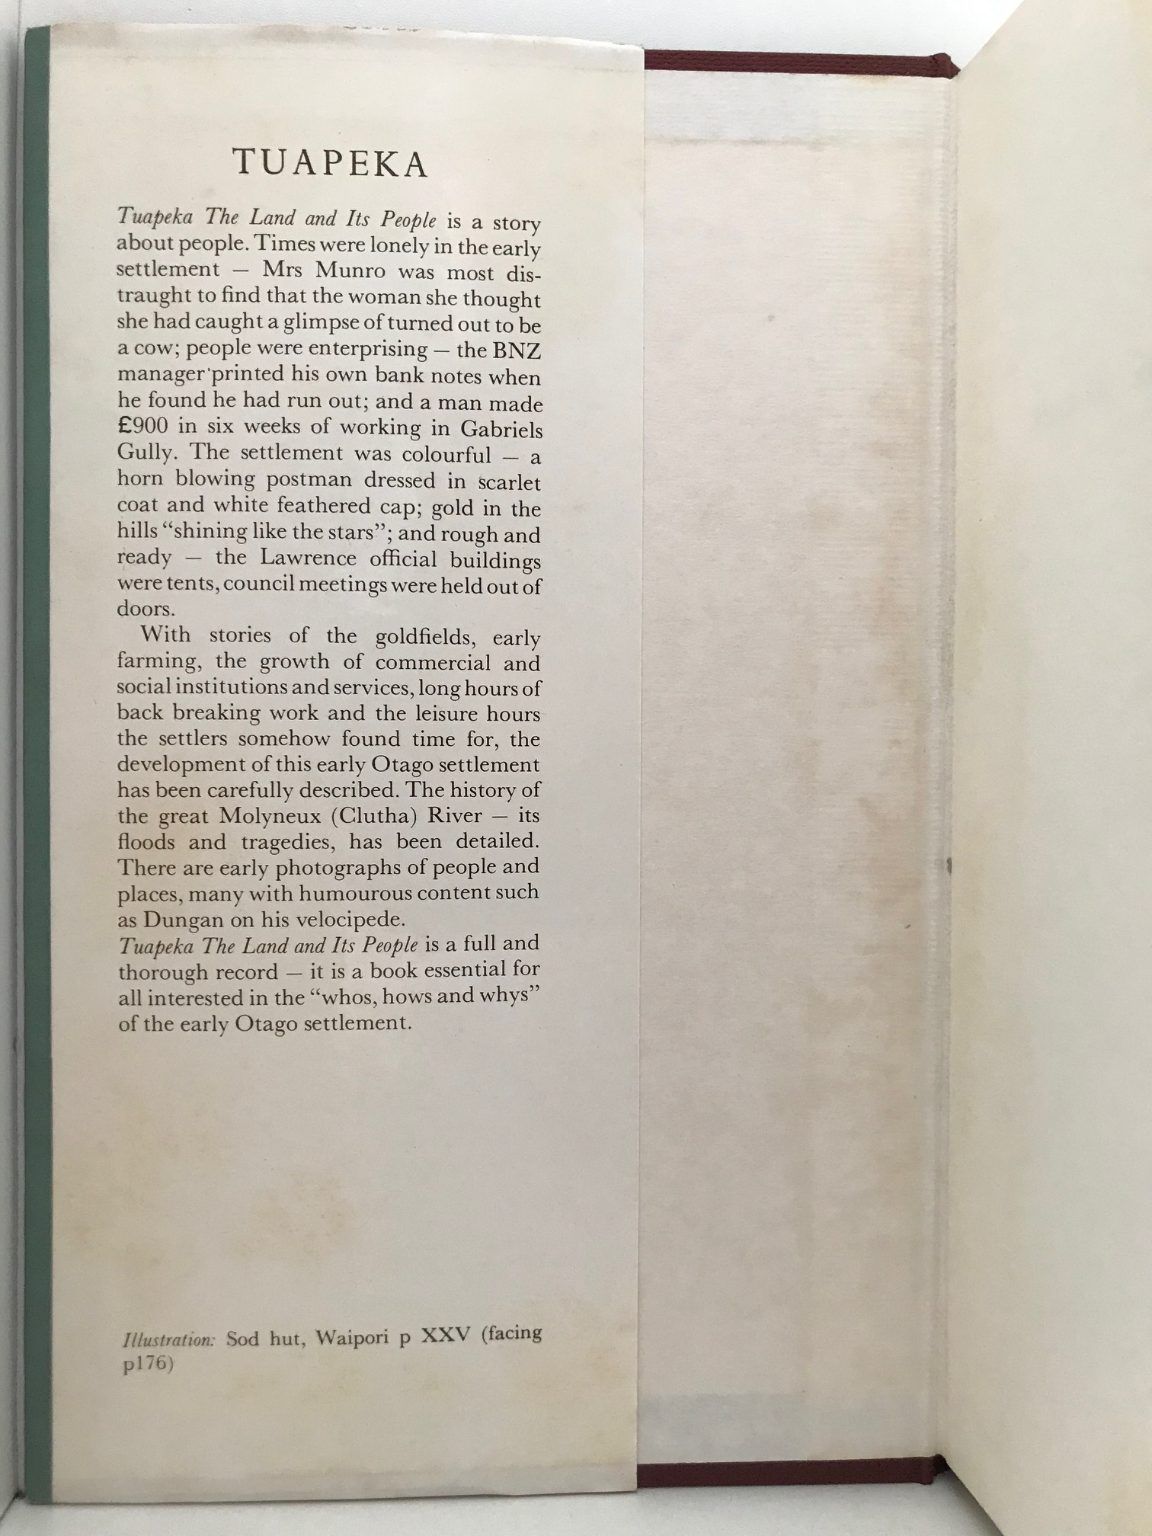 TUAPEKA
Tuapeka The Land and Its People is a story
about people. Times were lonely in the early
settlement — Mrs Munro was most dis-
traught to find that the woman she thought
she had caught a glimpse of turned out to be
a cow; people were enterprising — the BNZ
manager printed his own bank notes when
he found he had run out; and a man made
£900 in six weeks of working in Gabriels
Gully. The settlement was colourful — a
horn blowing postman dressed in scarlet
coat and white feathered cap; gold in the
hills “shining like the stars”; and rough and
ready — the Lawrence official buildings
were tents, council meetings were held out of
doors.
With stories of the goldfields, early
farming, the growth of commercial and
social institutions and services, long hours of
back breaking work and the leisure hours
the settlers somehow found time for, the
development of this early Otago settlement
has been carefully described. The history of
the great Molyneux (Clutha) River — its
floods and tragedies, has been detailed.
There are early photographs of people and
places, many with humourous content such
as Dungan on his velocipede.
Tuapeka The Land and Its People is a full and
thorough record — it is a book essential for
all interested in the “whos, hows and whys”
of the early Otago settlement.
Illustration: Sod hut, Waipori p XXV (facing
p176)